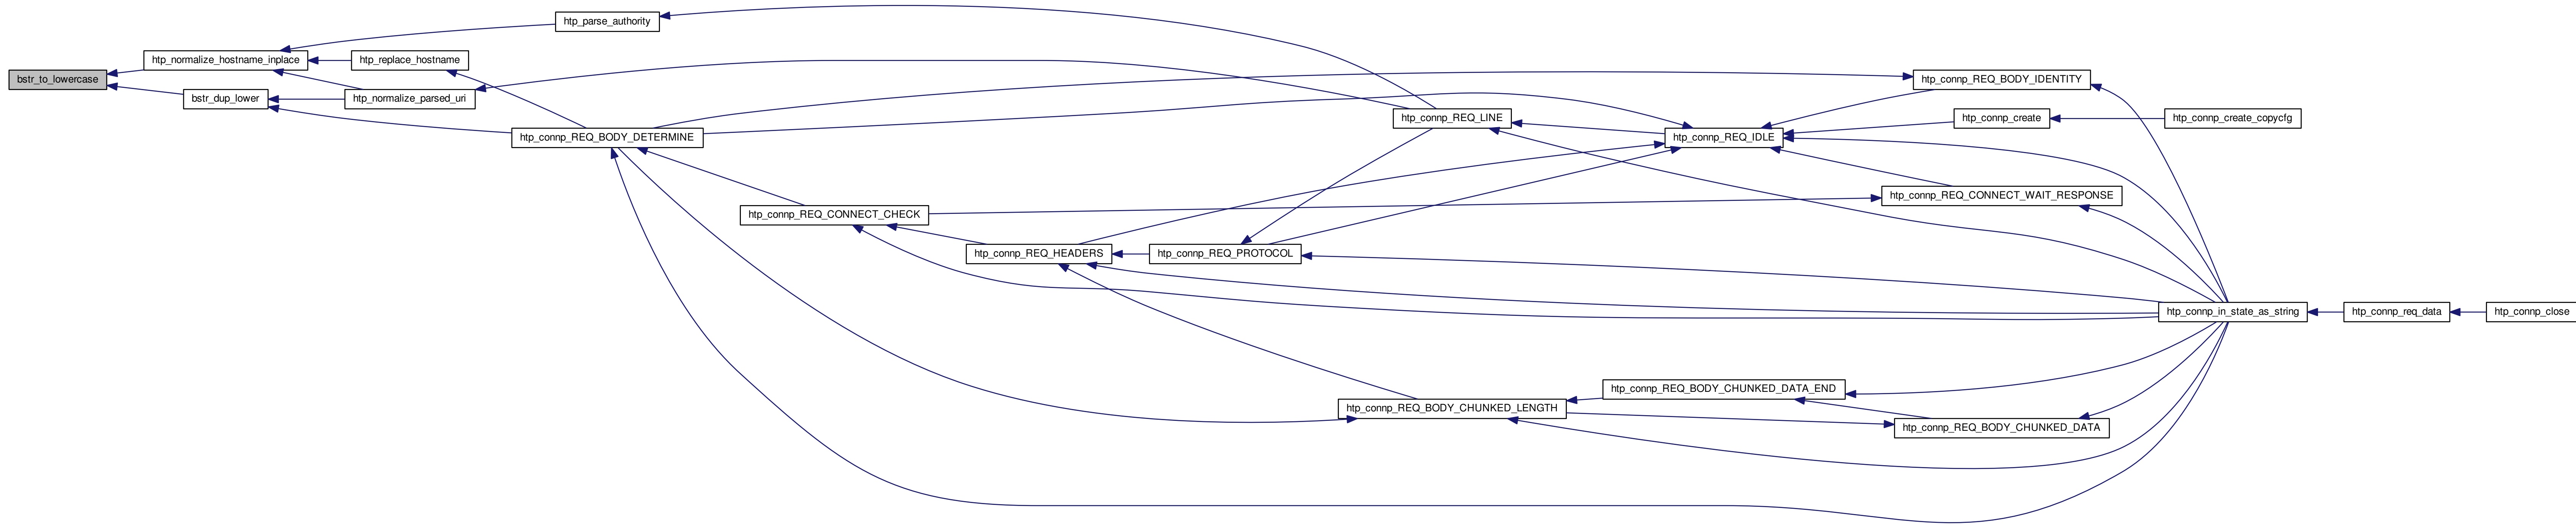 bstr_to_lowercase
htp_normalize_hostname_inplace
bstr_dup_lower
htp_parse_authority
htp_replace_hostname
htp_normalize_parsed_uri
htp_connp_REQ_BODY_DETERMINE
htp_connp_REQ_CONNECT_CHECK
htp_connp_REQ_HEADERS
htp_connp_REQ_PROTOCOL
htp_connp_REQ_LINE
htp_connp_REQ_BODY_CHUNKED_LENGTH
htp_connp_REQ_BODY_CHUNKED_DATA_END
htp_connp_REQ_IDLE
htp_connp_REQ_BODY_IDENTITY
htp_connp_create
htp_connp_REQ_CONNECT_WAIT_RESPONSE
htp_connp_REQ_BODY_CHUNKED_DATA
htp_connp_create_copycfg
htp_connp_in_state_as_string
htp_connp_req_data
htp_connp_close